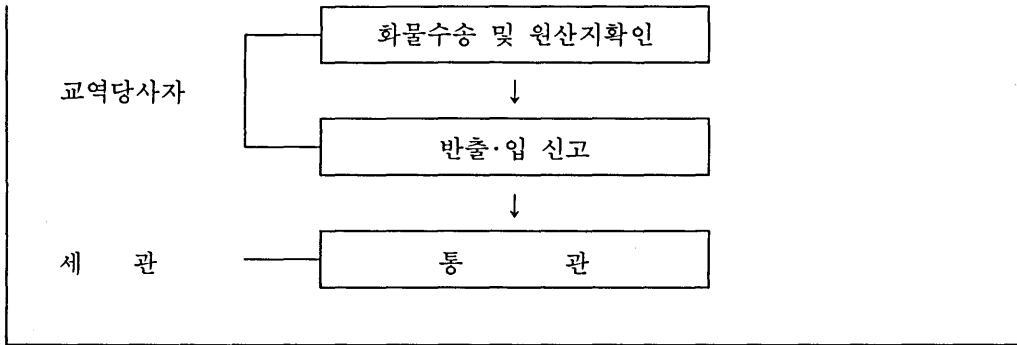 화물수송 및 원산지확인
교역당사자
↓
반출·입 신고
↓
세 관
통 관